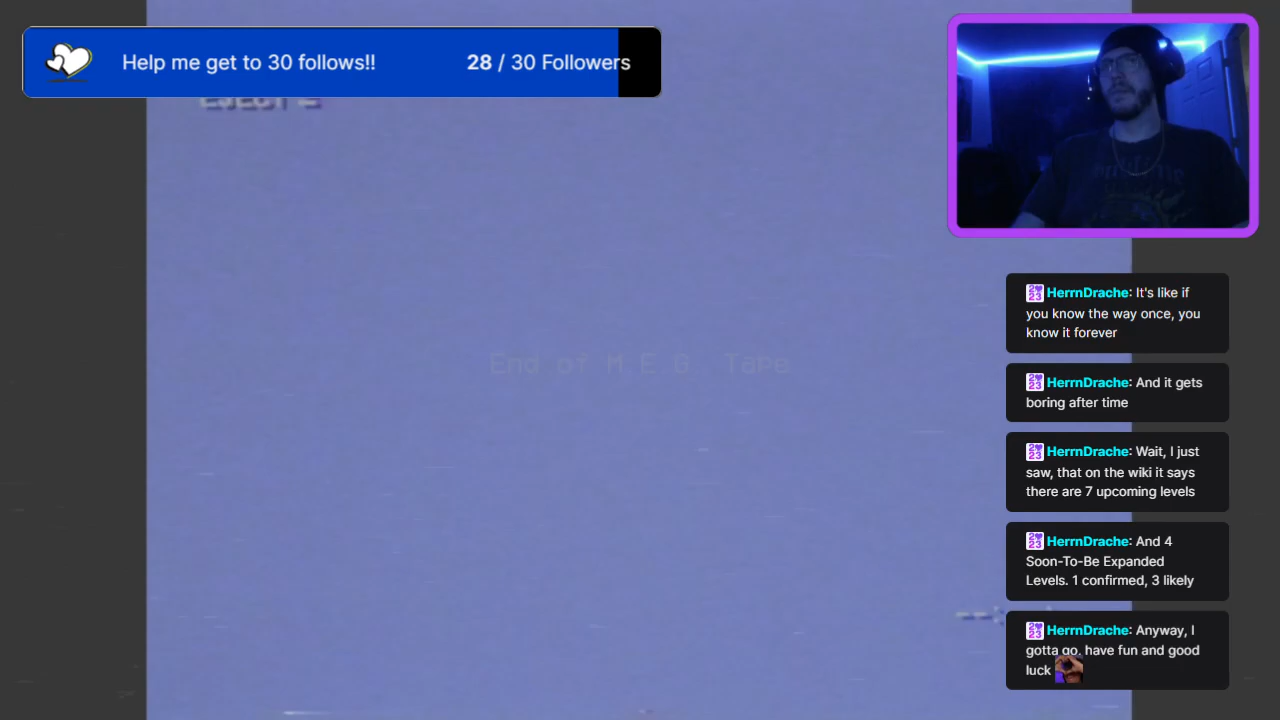 Help me get to 30 follows!! 28 / 30 Followers
EJECT
End of M.E.G. Tape
HerrnDrache: It's like if
you know the way once, you
know it forever
HerrnDrache: And it gets
boring after time
HerrnDrache: Wait, I just
saw, that on the wiki it says
there are 7 upcoming levels
HerrnDrache: And 4
Soon-To-Be Expanded
Levels. 1 confirmed, 3 likely
HerrnDrache: Anyway, I
gotta go, have fun and good
luck